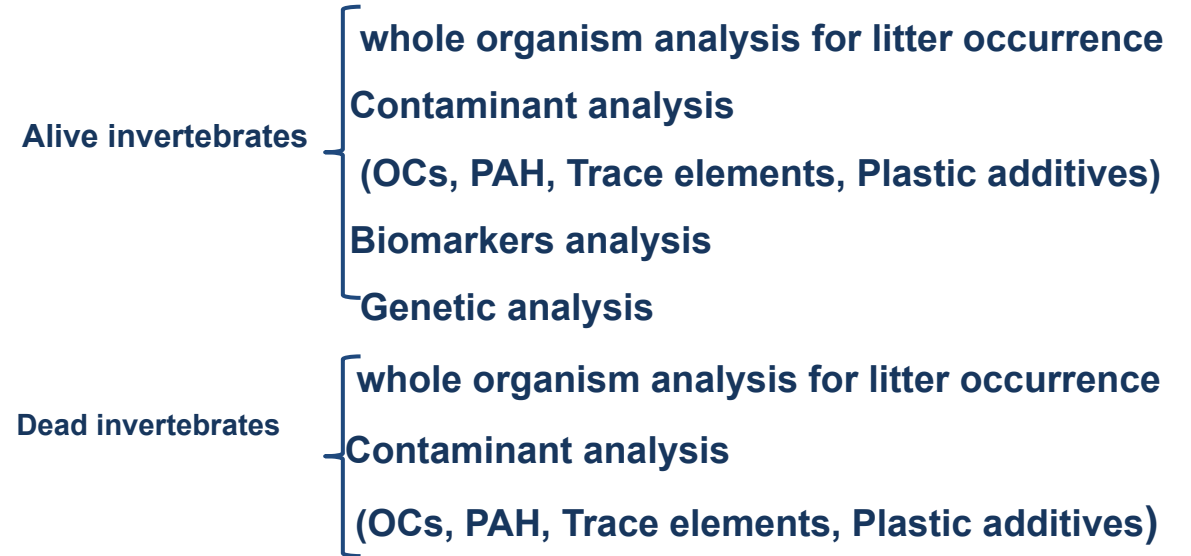 whole organism analysis for litter occurrence
Contaminant analysis
Alive invertebrates
(OCs, PAH, Trace elements, Plastic additives)
Biomarkers analysis
Genetic analysis
whole organism analysis for litter occurrence
Dead invertebrates
Contaminant analysis
(OCs, PAH, Trace elements, Plastic additives)